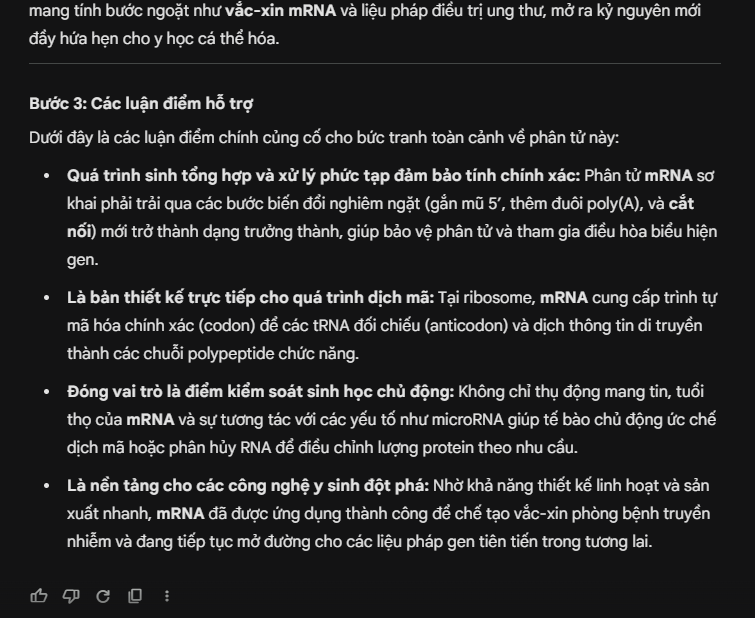 mang tính bước ngoặt như vắc-xin mRNA và liệu pháp điều trị ung thư, mở ra kỷ nguyên mới
đầy hứa hẹn cho y học cá thể hóa.
Bước 3: Các luận điểm hỗ trợ
Dưới đây là các luận điểm chính củng cố cho bức tranh toàn cảnh về phân tử này:
• Quá trình sinh tổng hợp và xử lý phức tạp đảm bảo tính chính xác: Phân tử mRNA sơ
khai phải trải qua các bước biến đổi nghiêm ngặt (gắn mũ 5’, thêm đuôi poly(A), và cắt
nối) mới trở thành dạng trưởng thành, giúp bảo vệ phân tử và tham gia điều hòa biểu hiện
gen.
• Là bản thiết kế trực tiếp cho quá trình dịch mã: Tại ribosome, mRNA cung cấp trình tự
mã hóa chính xác (codon) để các tRNA đối chiếu (anticodon) và dịch thông tin di truyền
thành các chuỗi polypeptide chức năng.
• Đóng vai trò là điểm kiểm soát sinh học chủ động: Không chỉ thụ động mang tin, tuổi
thọ của mRNA và sự tương tác với các yếu tố như microRNA giúp tế bào chủ động ức chế
dịch mã hoặc phân hủy RNA để điều chỉnh lượng protein theo nhu cầu.
• Là nền tảng cho các công nghệ y sinh đột phá: Nhờ khả năng thiết kế linh hoạt và sản
xuất nhanh, mRNA đã được ứng dụng thành công để chế tạo vắc-xin phòng bệnh truyền
nhiễm và đang tiếp tục mở đường cho các liệu pháp gen tiên tiến trong tương lai.